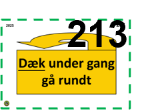 213
Dæk under gang
gå rundt